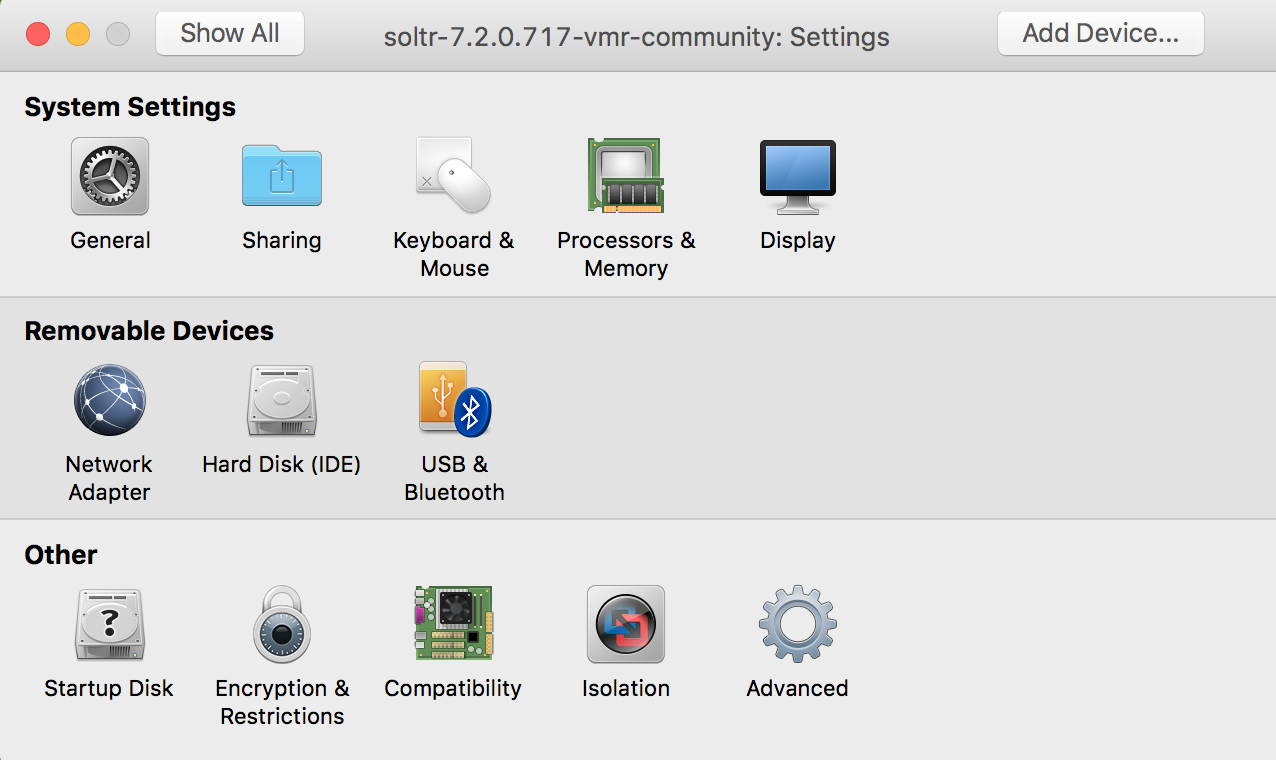 Show All
soltr-7.2.0.717-vmr-community: Settings
Add Device...
System Settings
General
Sharing
Keyboard &
Mouse
Processors &
Memory
Display
Removable Devices
Network
Adapter
Hard Disk (IDE)
USB &
Bluetooth
Other
?
Startup Disk
Encryption &
Restrictions
Compatibility
Isolation
Advanced